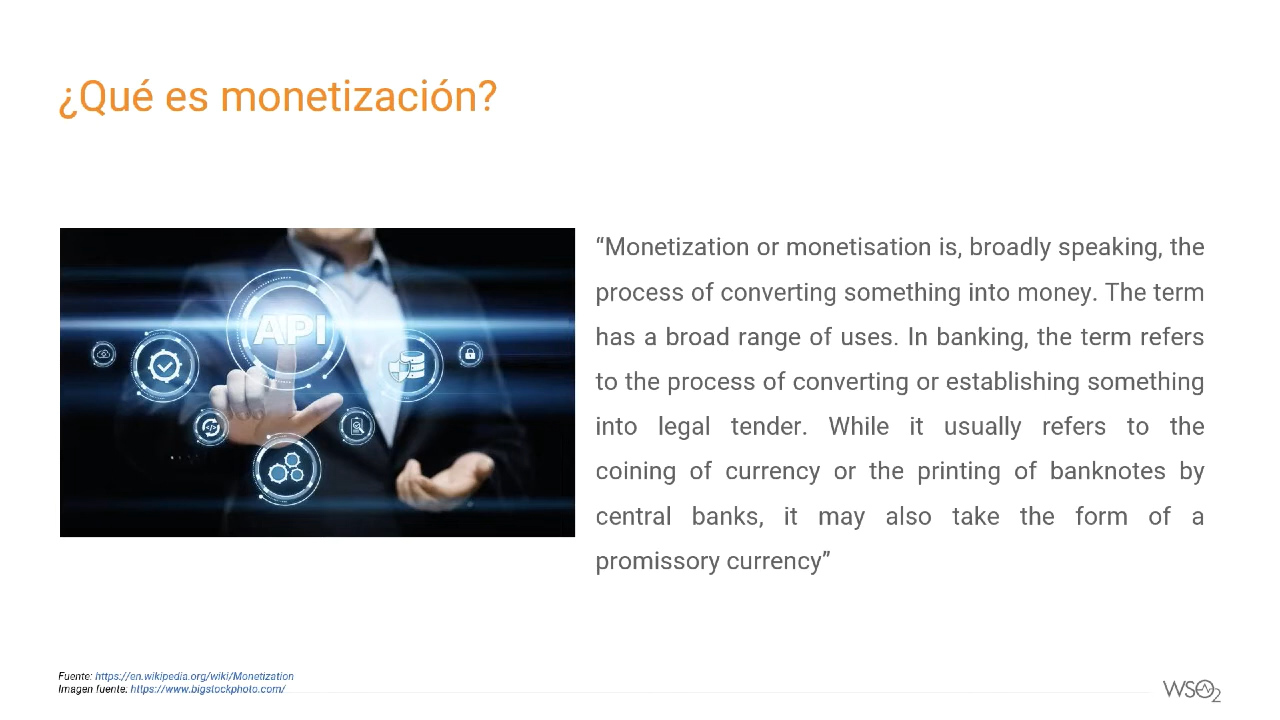 ¿Qué es monetización?
API
“Monetization or monetisation is, broadly speaking, the
process of converting something into money. The term
has a broad range of uses. In banking, the term refers
to the process of converting or establishing something
into legal tender. While it usually refers to the
coining of currency or the printing of banknotes by
central banks, it may also take the form of a
promissory currency”
Fuente: https://en.wikipedia.org/wiki/Monetization
Imagen fuente: https://www.bigstockphoto.com/
WSO2